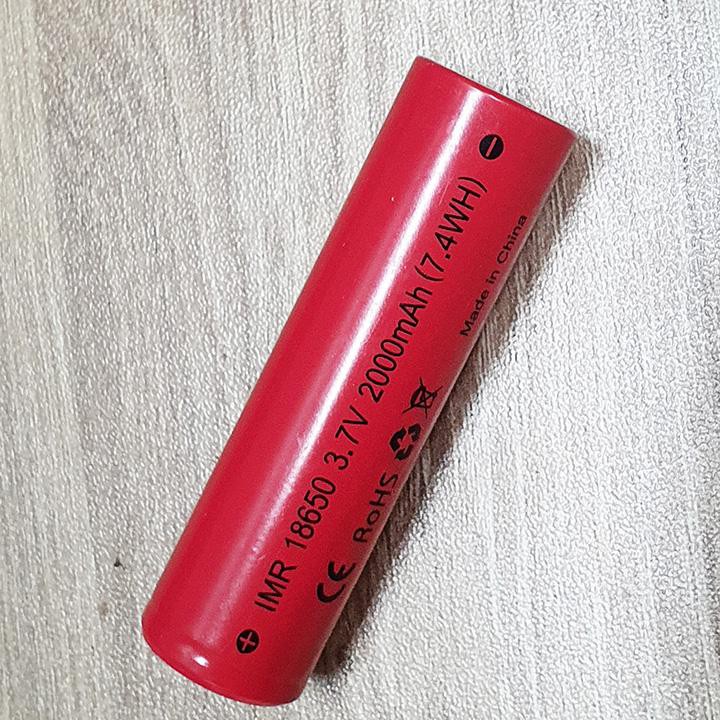 IMR 18650 3.7V 2000mAh (7.4WH)
CE RoHS
Made in China